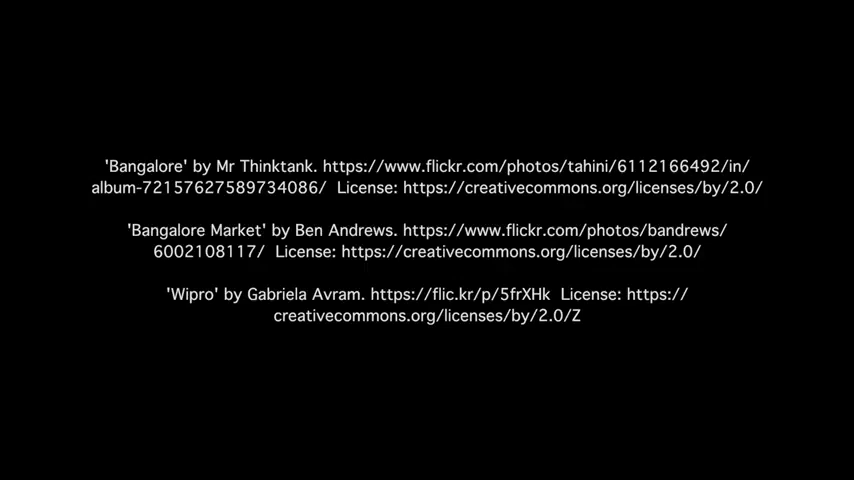 'Bangalore' by Mr Thinktank. https://www.flickr.com/photos/tahini/6112166492/in/
album-72157627589734086/  License: https://creativecommons.org/licenses/by/2.0/
'Bangalore Market' by Ben Andrews. https://www.flickr.com/photos/bandrews/
6002108117/  License: https://creativecommons.org/licenses/by/2.0/
'Wipro' by Gabriela Avram. https://flic.kr/p/5frXHk  License: https://
creativecommons.org/licenses/by/2.0/Z